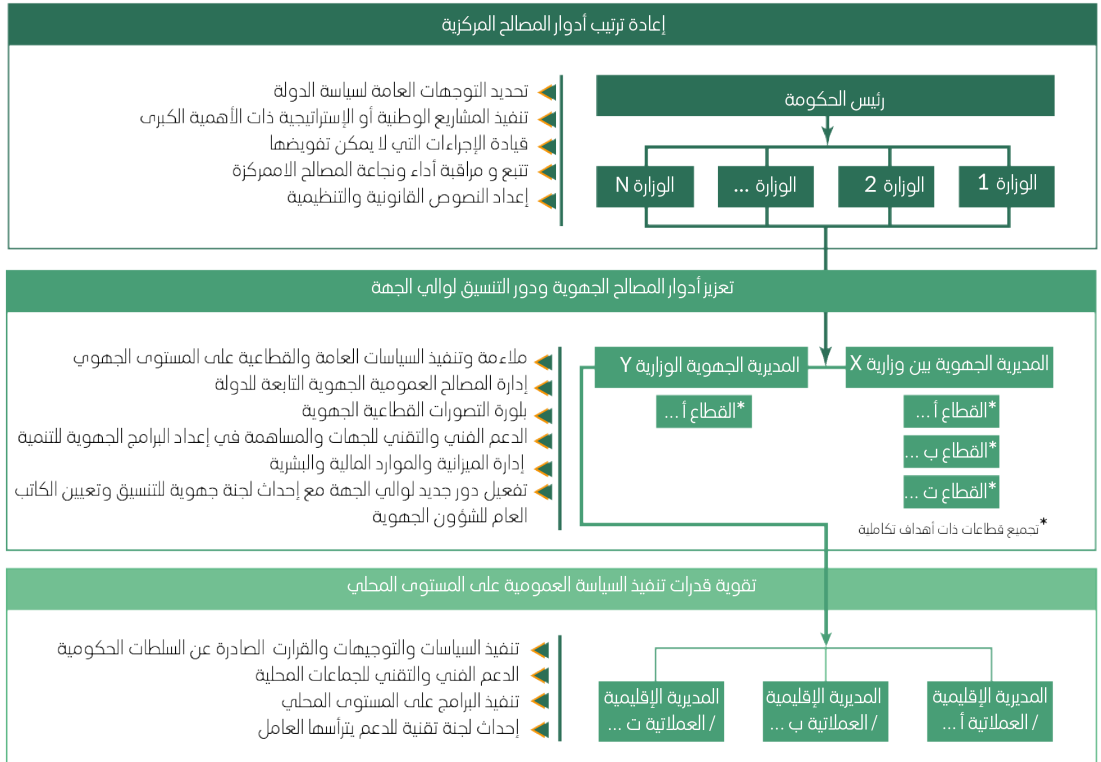 إعادة ترتيب أدوار المصالح المركزية
رئيس الحكومة
الوزارة 1
الوزارة 2
الوزارة ...
الوزارة N
تحديد التوجهات العامة لسياسة الدولة
تنفيذ المشاريع الوطنية أو الإستراتيجية ذات الأهمية الكبرى
قيادة الإجراءات التي لا يمكن تفويضها
تتبع و مراقبة أداء ونجاعة المصالح الاممركزة
إعداد النصوص القانونية والتنظيمية
تعزيز أدوار المصالح الجهوية ودور التنسيق لوالي الجهة
المديرية الجهوية بين وزارية X
المديرية الجهوية الوزارية Y
*القطاع أ ...
*القطاع ب ...
*القطاع ت ...
*القطاع أ ...
*تجميع قطاعات ذات أهداف تكاملية
ملاءمة وتنفيذ السياسات العامة والقطاعية على المستوى الجهوي
إدارة المصالح العمومية الجهوية التابعة للدولة
بلورة التصورات القطاعية الجهوية
الدعم الفني والتقني للجهات والمساهمة في إعداد البرامج الجهوية للتنمية
إدارة الميزانية والموارد المالية والبشرية
تفعيل دور جديد لوالي الجهة مع إحداث لجنة جهوية للتنسيق وتعيين الكاتب
العام للشؤون الجهوية
تقوية قدرات تنفيذ السياسة العمومية على المستوى المحلي
المديرية الإقليمية
/ العملاتية أ ...
المديرية الإقليمية
/ العملاتية ب ...
المديرية الإقليمية
/ العملاتية ت ...
تنفيذ السياسات والتوجيهات والقرارت الصادرة عن السلطات الحكومية
الدعم الفني والتقني للجماعات المحلية
تنفيذ البرامج على المستوى المحلي
إحداث لجنة تقنية للدعم يترأسها العامل